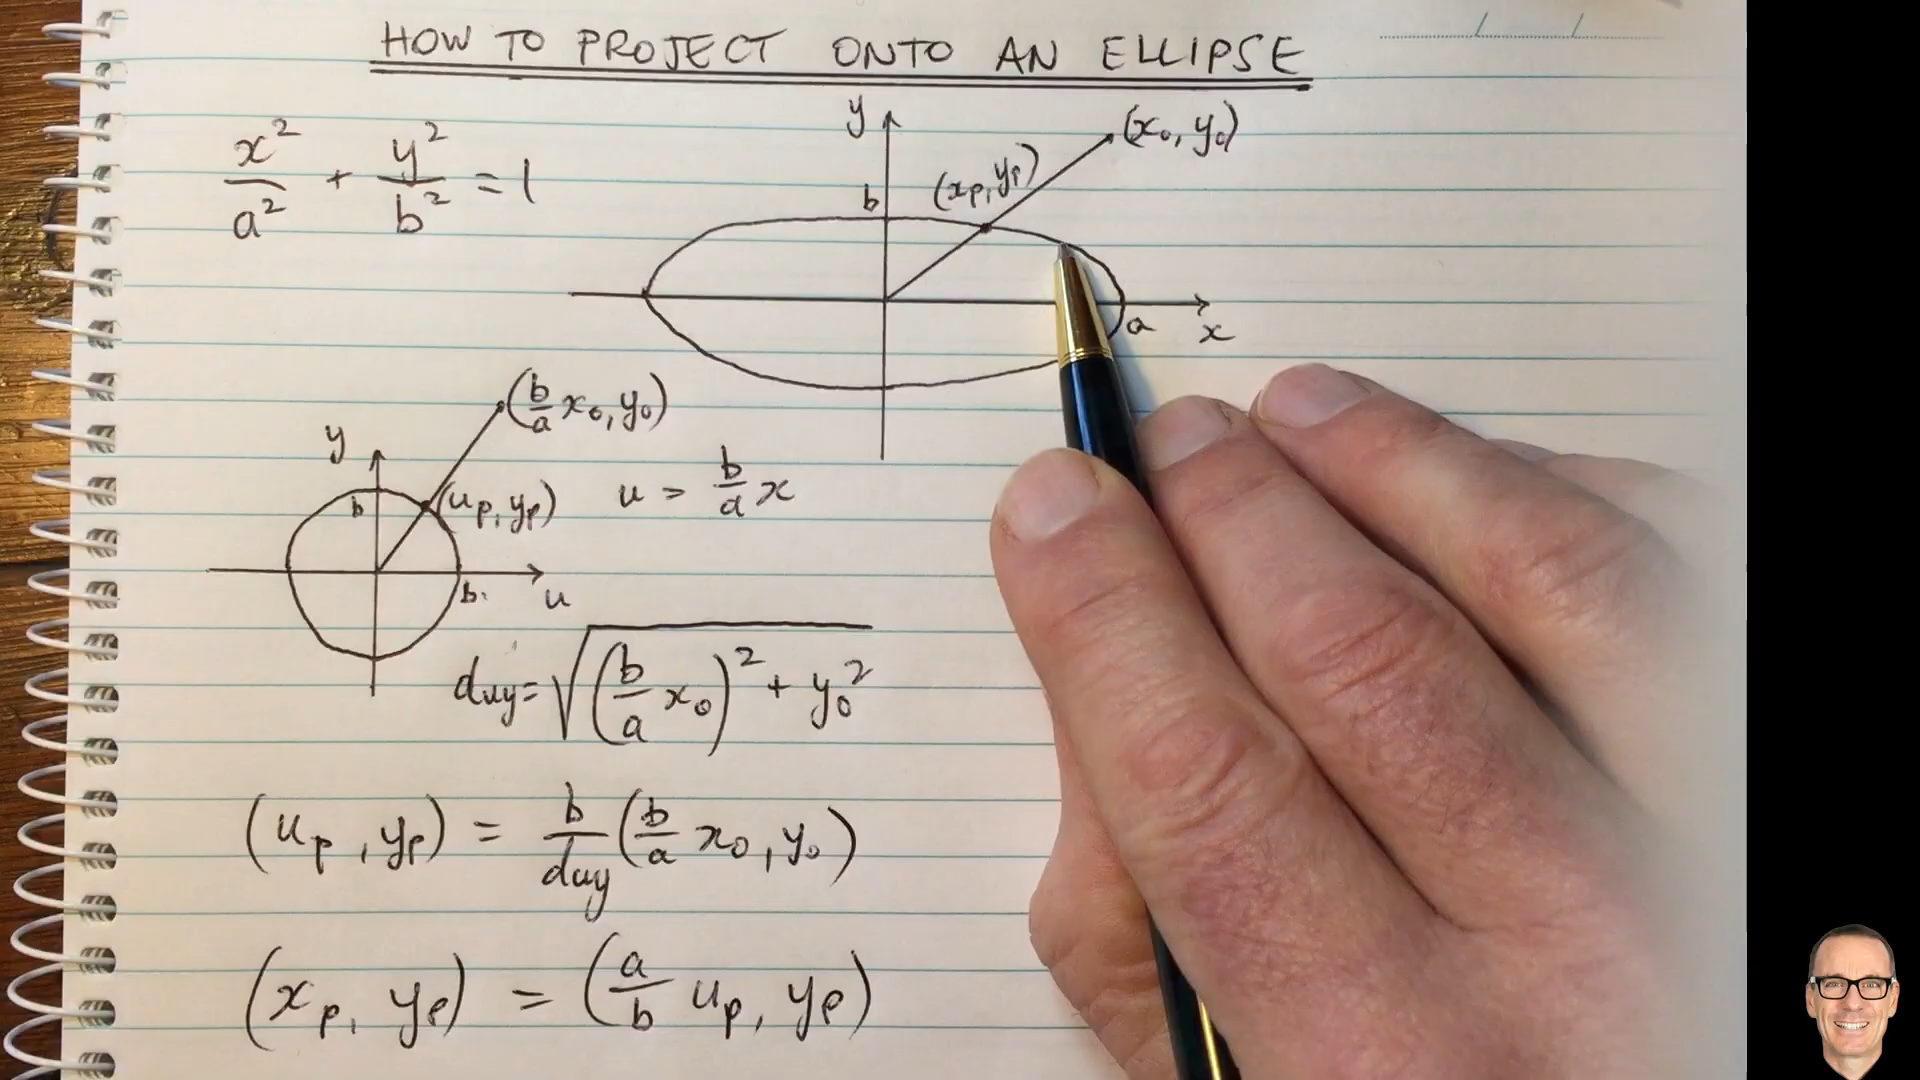 HOW TO PROJECT ONTO AN ELLIPSE
x²/a² + y²/b² = 1
y
(x₀, y₀)
(xₚ, yₚ)
b
a
x
(b/a x₀, y₀)
y
b
(uₚ, yₚ)
u = b/a x
b
u
duy = √((b/a x₀)² + y₀²)
(uₚ, yₚ) = b/duy (b/a x₀, y₀)
(xₚ, yₚ) = (a/b uₚ, yₚ)